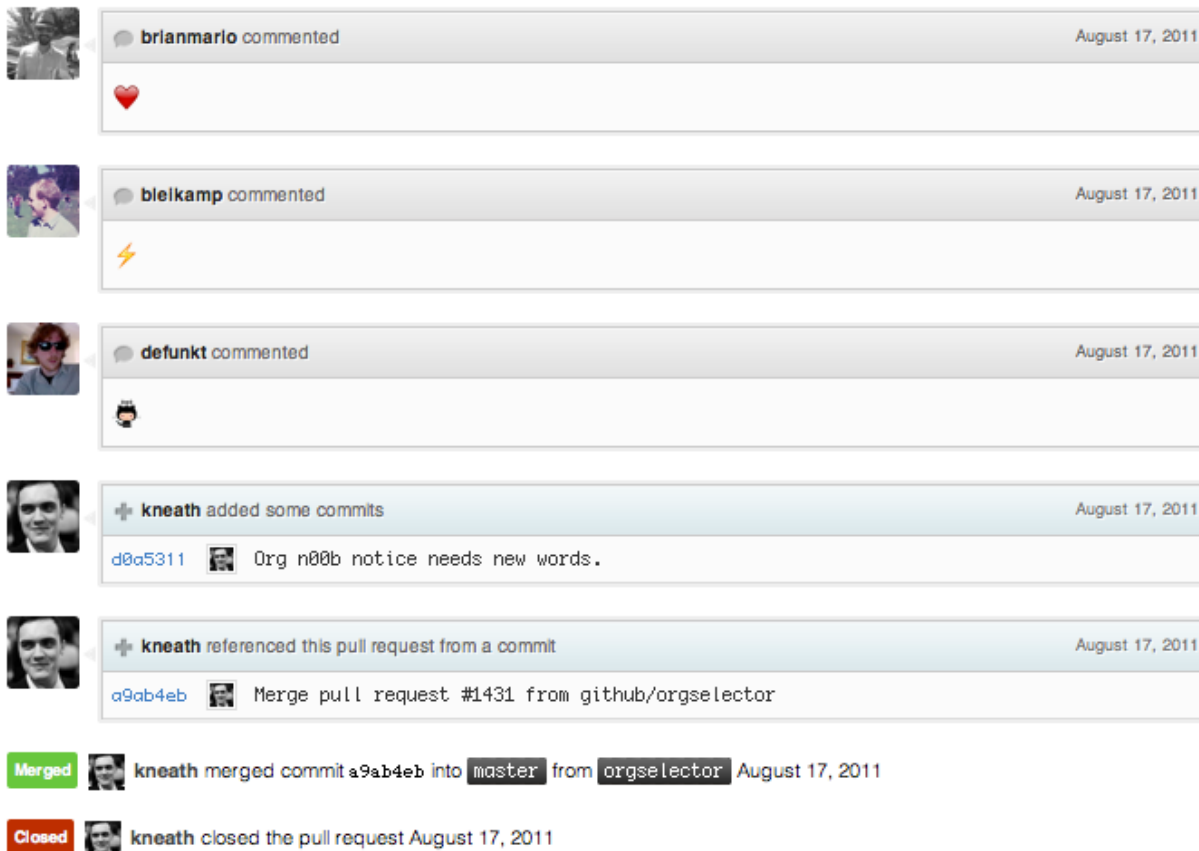 brianmario commented August 17, 2011
bleikamp commented August 17, 2011
defunkt commented August 17, 2011
kneath added some commits August 17, 2011
d0a5311 Org n00b notice needs new words.
kneath referenced this pull request from a commit August 17, 2011
a9ab4eb Merge pull request #1431 from github/orgselector
Merged kneath merged commit a9ab4eb into master from orgselector August 17, 2011
Closed kneath closed the pull request August 17, 2011